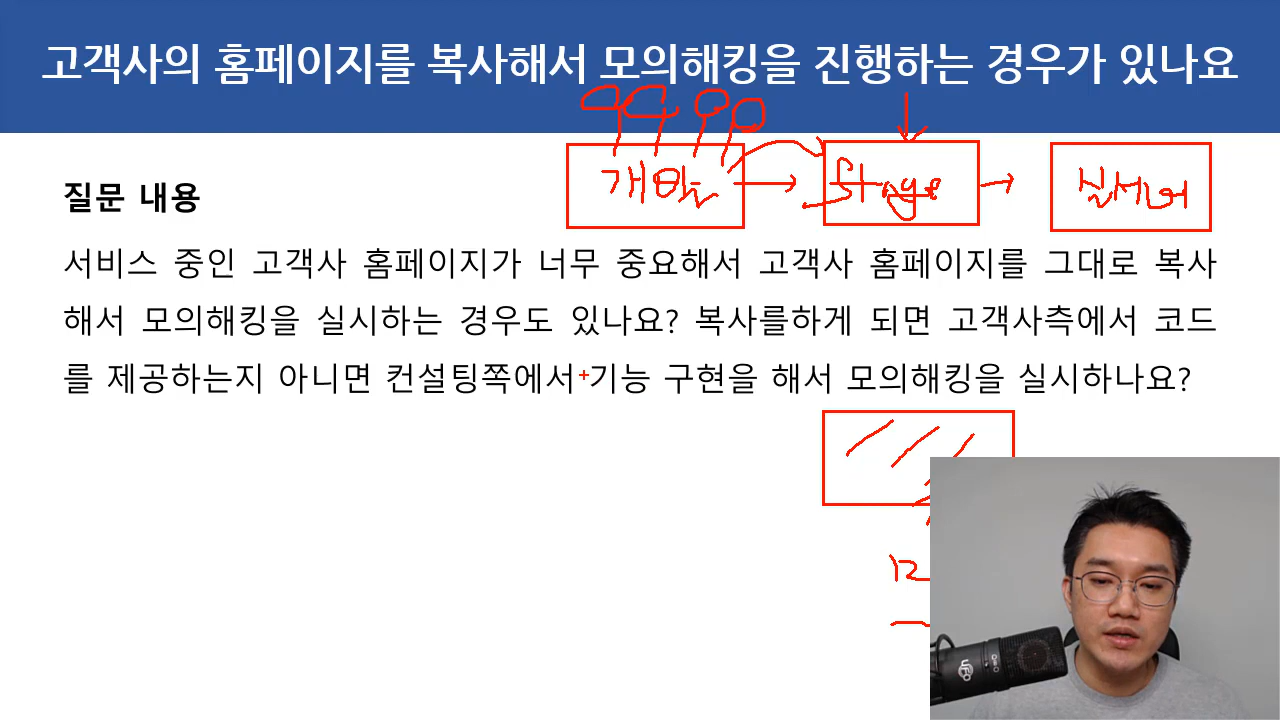 고객사의 홈페이지를 복사해서 모의해킹을 진행하는 경우가 있나요
개발
Stage
실서버
질문 내용
서비스 중인 고객사 홈페이지가 너무 중요해서 고객사 홈페이지를 그대로 복사
해서 모의해킹을 실시하는 경우도 있나요? 복사를하게 되면 고객사측에서 코드
를 제공하는지 아니면 컨설팅쪽에서 기능 구현을 해서 모의해킹을 실시하나요?
UFO